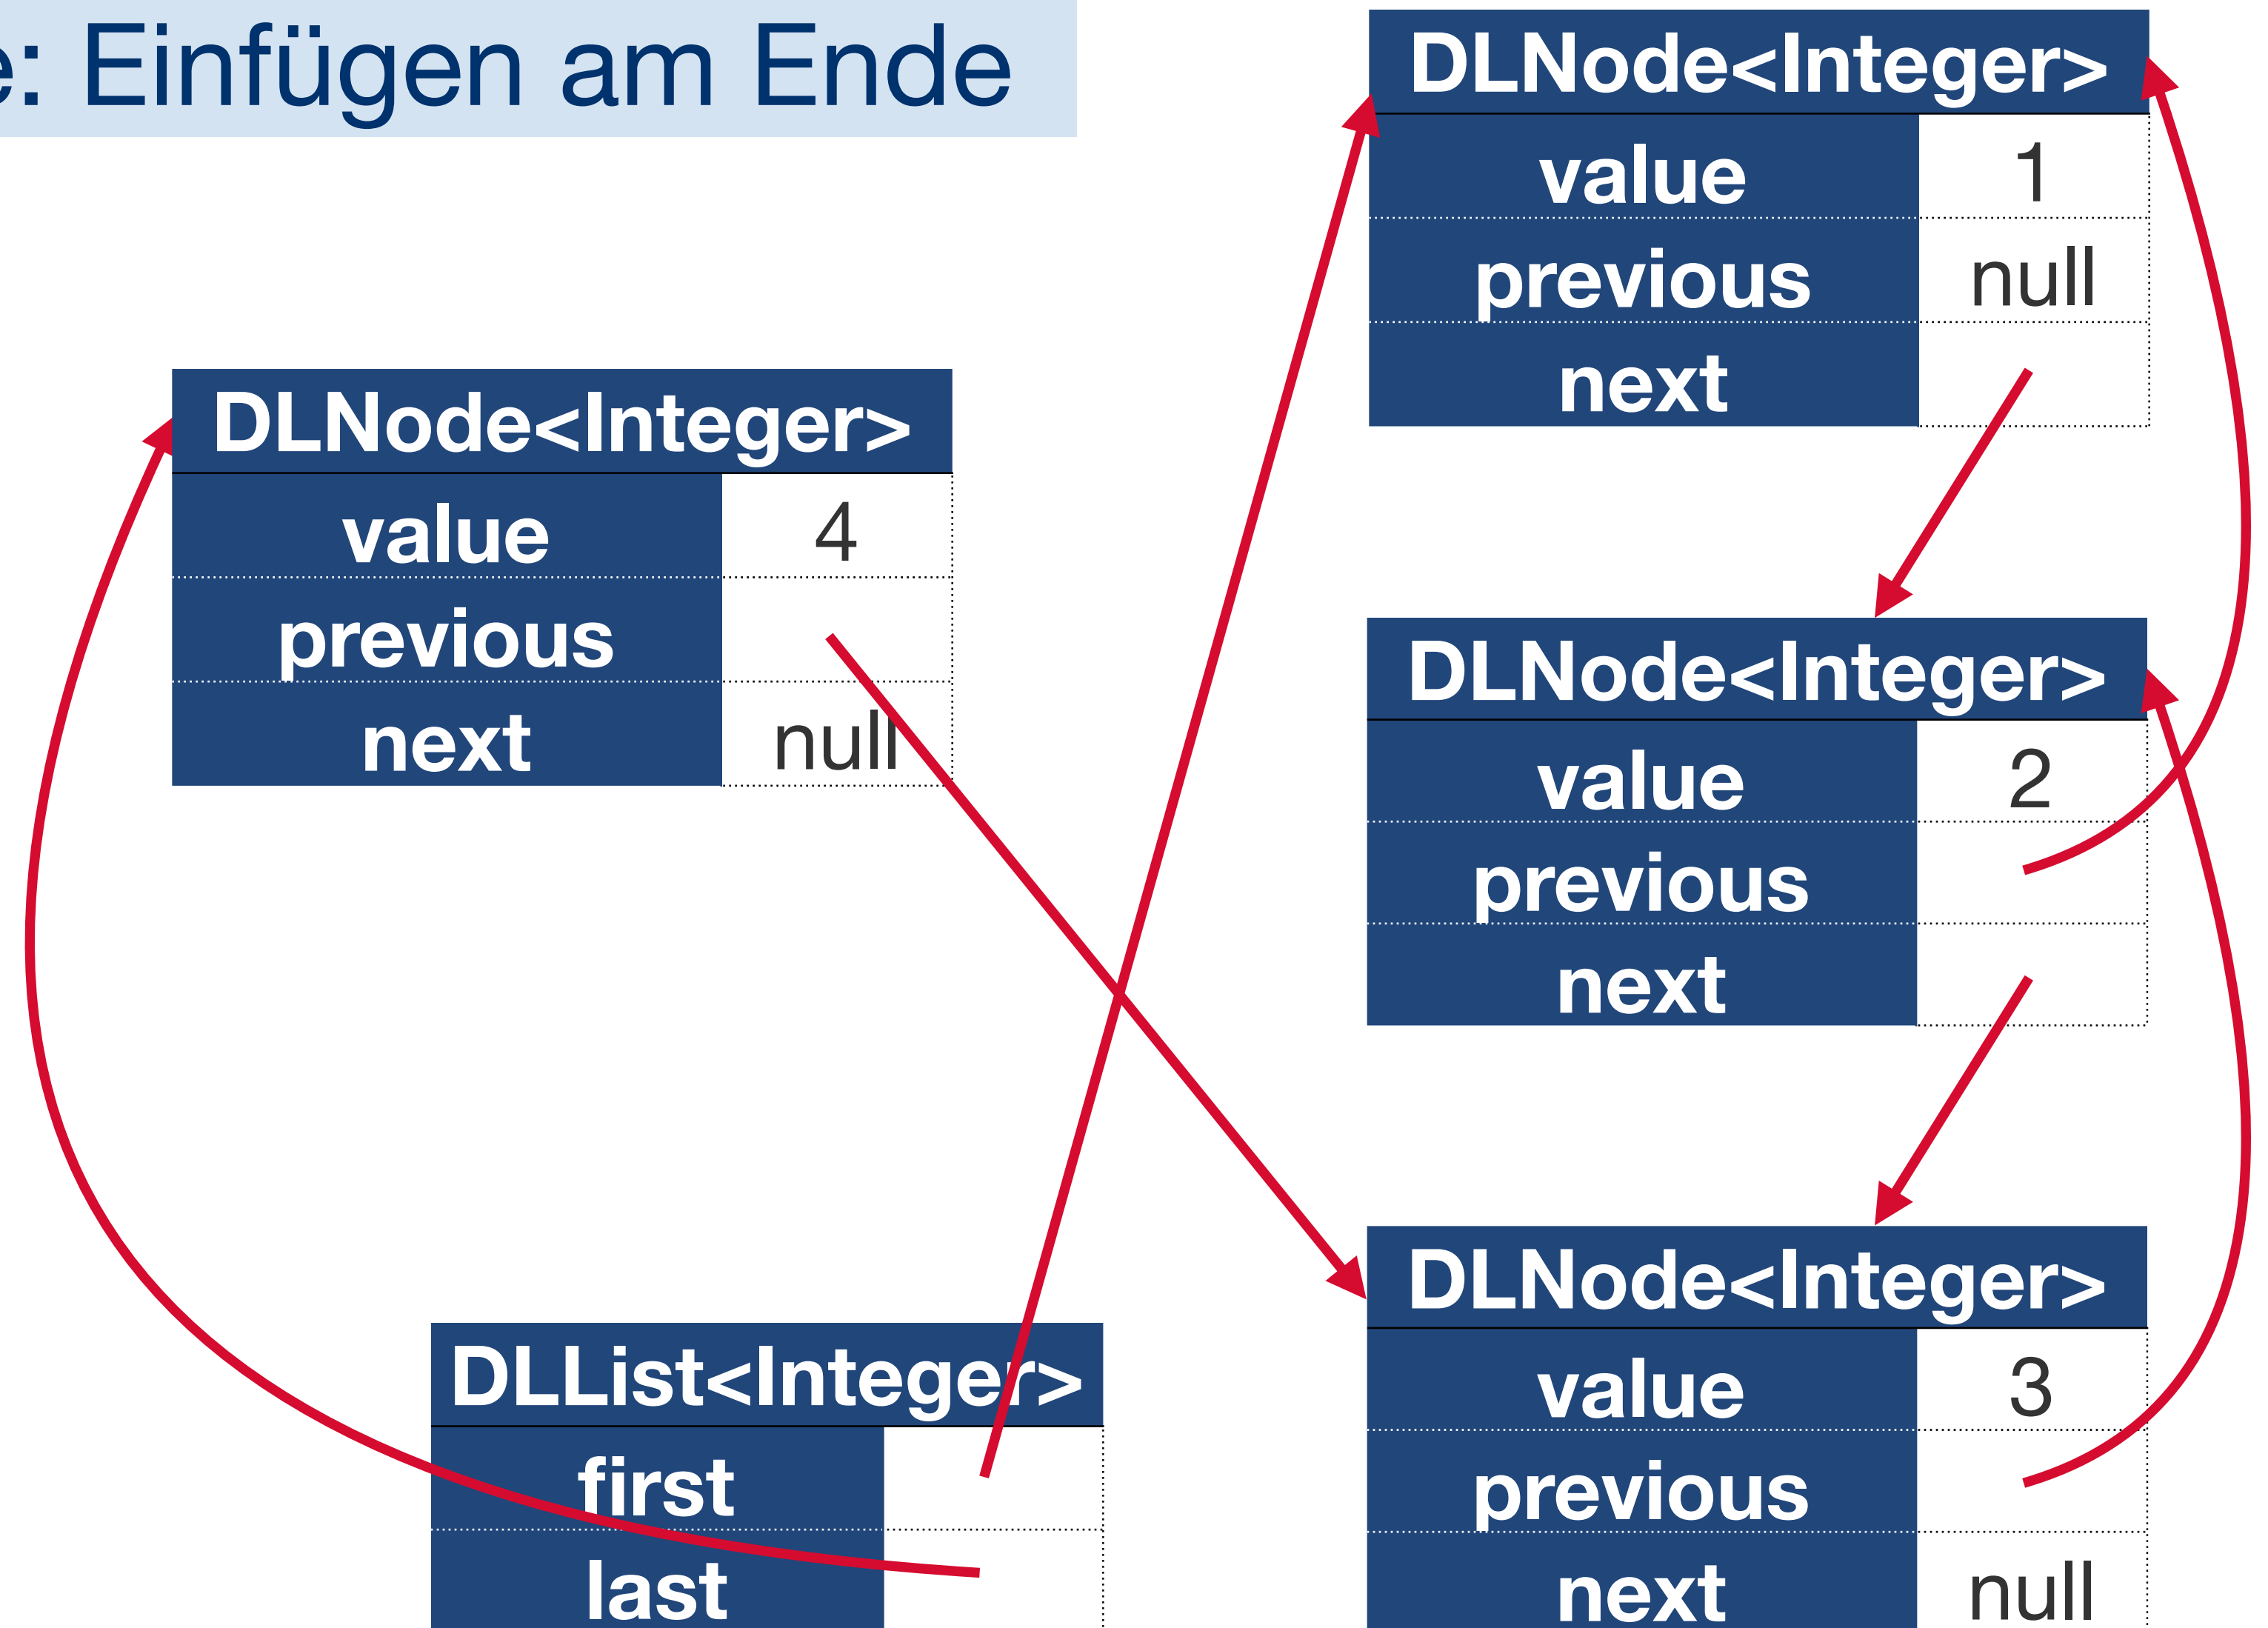 e: Einfügen am Ende
DLNode<Integer>
value 1
previous null
next
DLNode<Integer>
value 4
previous
next null
DLNode<Integer>
value 2
previous
next
DLNode<Integer>
value 3
previous
next null
DLList<Integer>
first
last